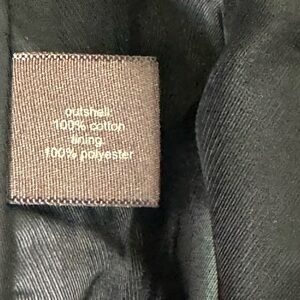 outshell:
100% cotton
lining:
100% polyester